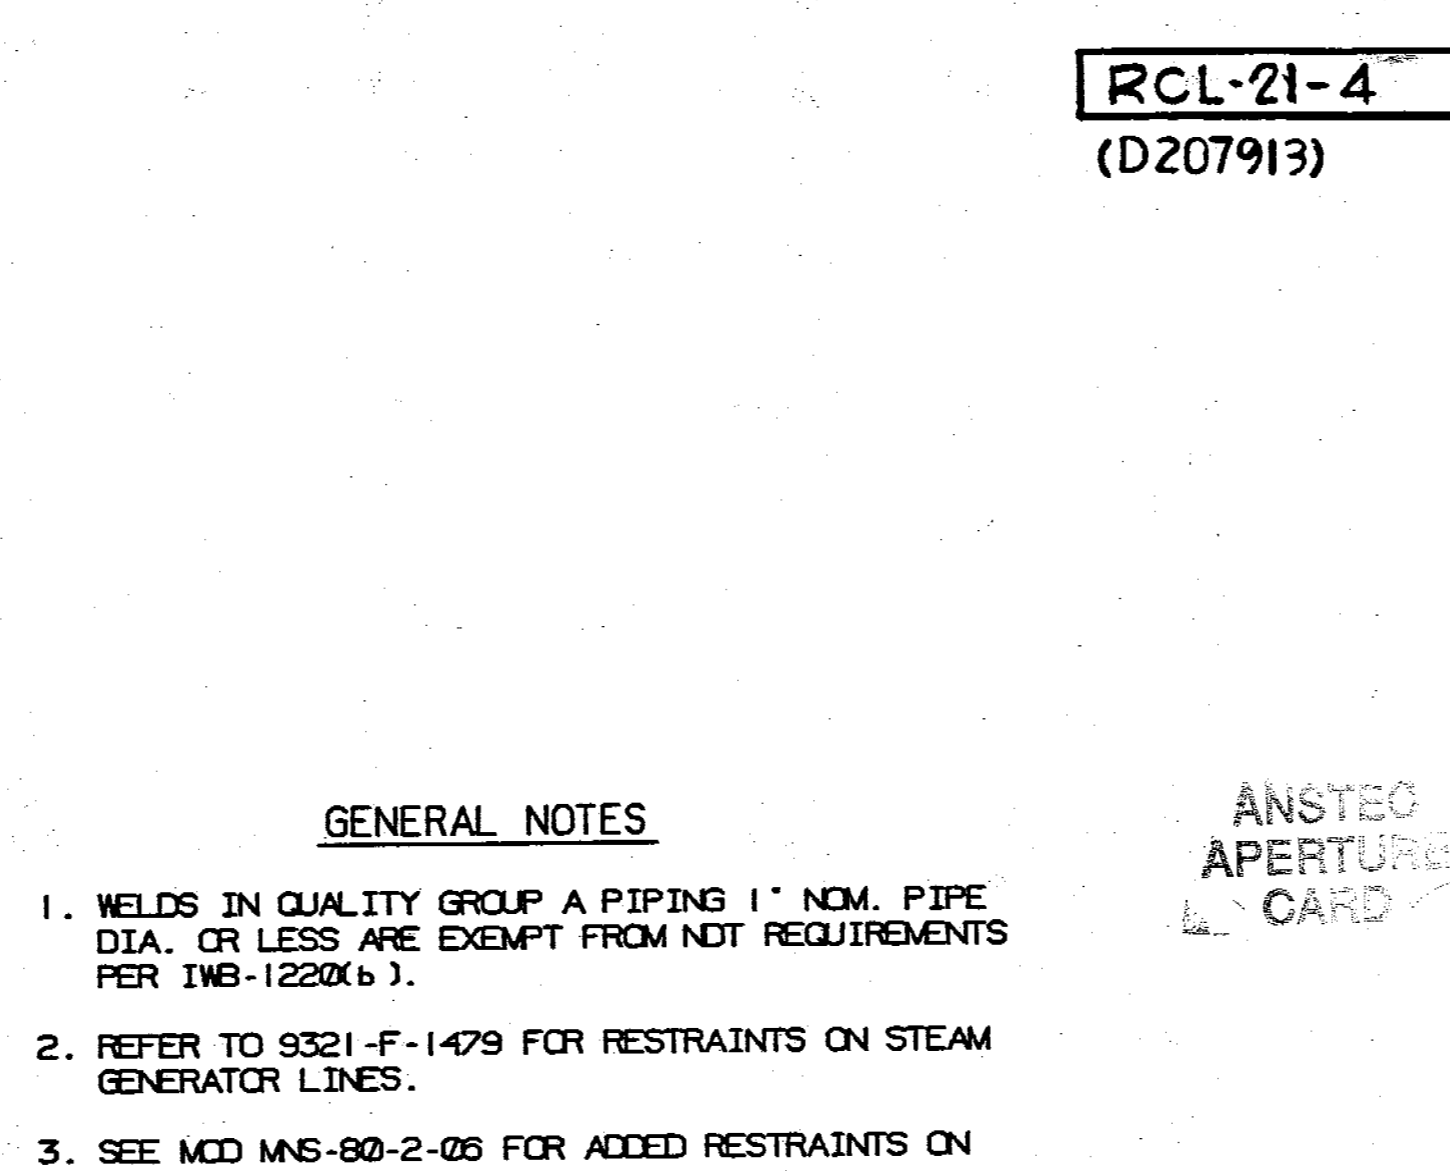 RCL-21-4
(D207913)
GENERAL NOTES
ANSTEC
APERTURE
CARD
1. WELDS IN QUALITY GROUP A PIPING 1" NOM. PIPE
DIA. OR LESS ARE EXEMPT FROM NDT REQUIREMENTS
PER IWB-1220(b).
2. REFER TO 9321-F-1479 FOR RESTRAINTS ON STEAM
GENERATOR LINES.
3. SEE MOD MNS-80-2-06 FOR ADDED RESTRAINTS ON